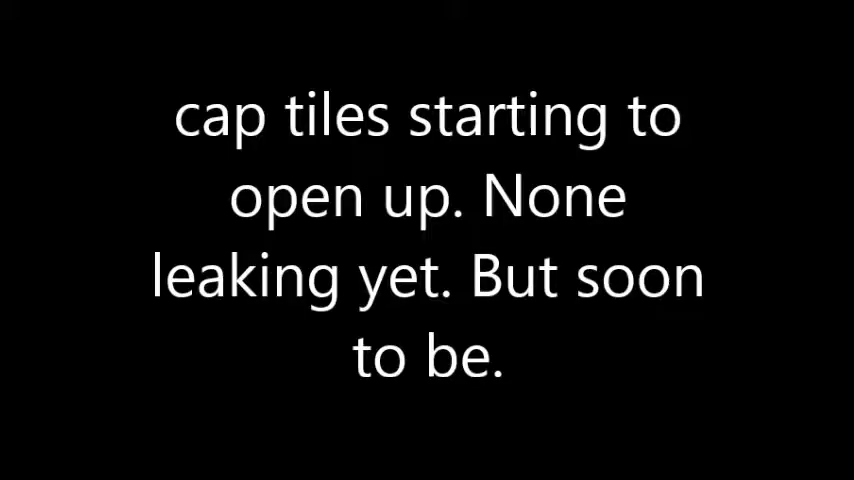 cap tiles starting to
open up. None
leaking yet. But soon
to be.